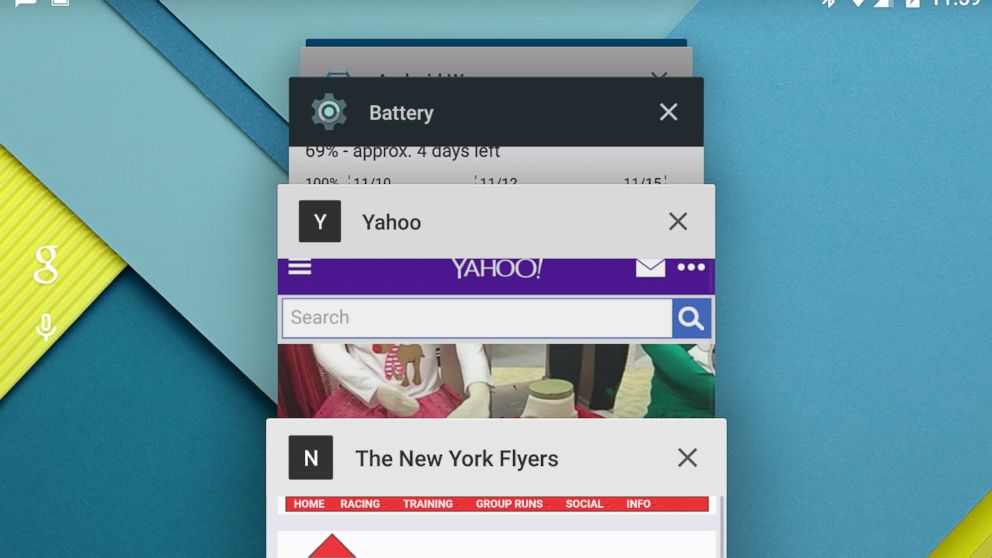 11:39
Android W
Battery
69% - approx. 4 days left
100% 11/10 11/12 11/15
Y Yahoo
YAHOO!
Search
g
N The New York Flyers
HOME RACING TRAINING GROUP RUNS SOCIAL INFO